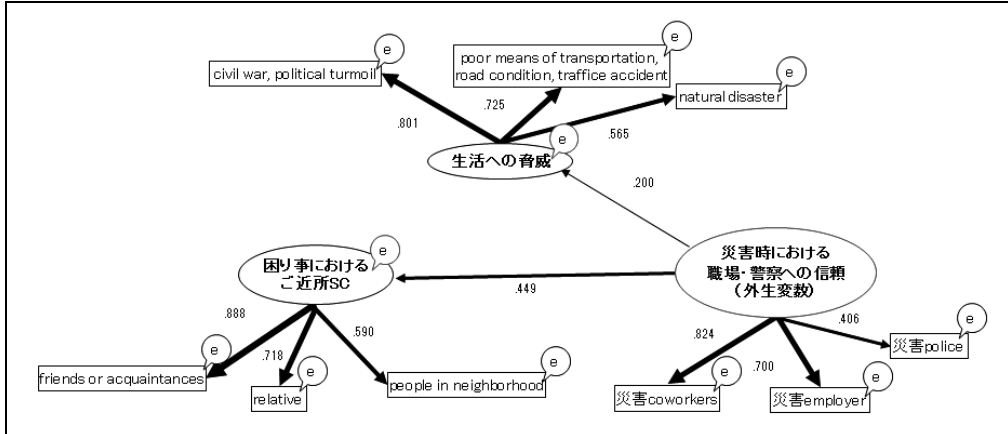 e
e
poor means of transportation,
road condition, traffice accident
e
civil war, political turmoil
natural disaster
.725
.801
.565
e
生活への脅威
.200
e
困り事における
ご近所SC
災害時における
職場・警察への信頼
(外生変数)
.449
.888
.590
.824
.406
e
e
.718
.700
災害police
e
friends or acquaintances
e
people in neighborhood
e
e
e
relative
災害coworkers
災害employer